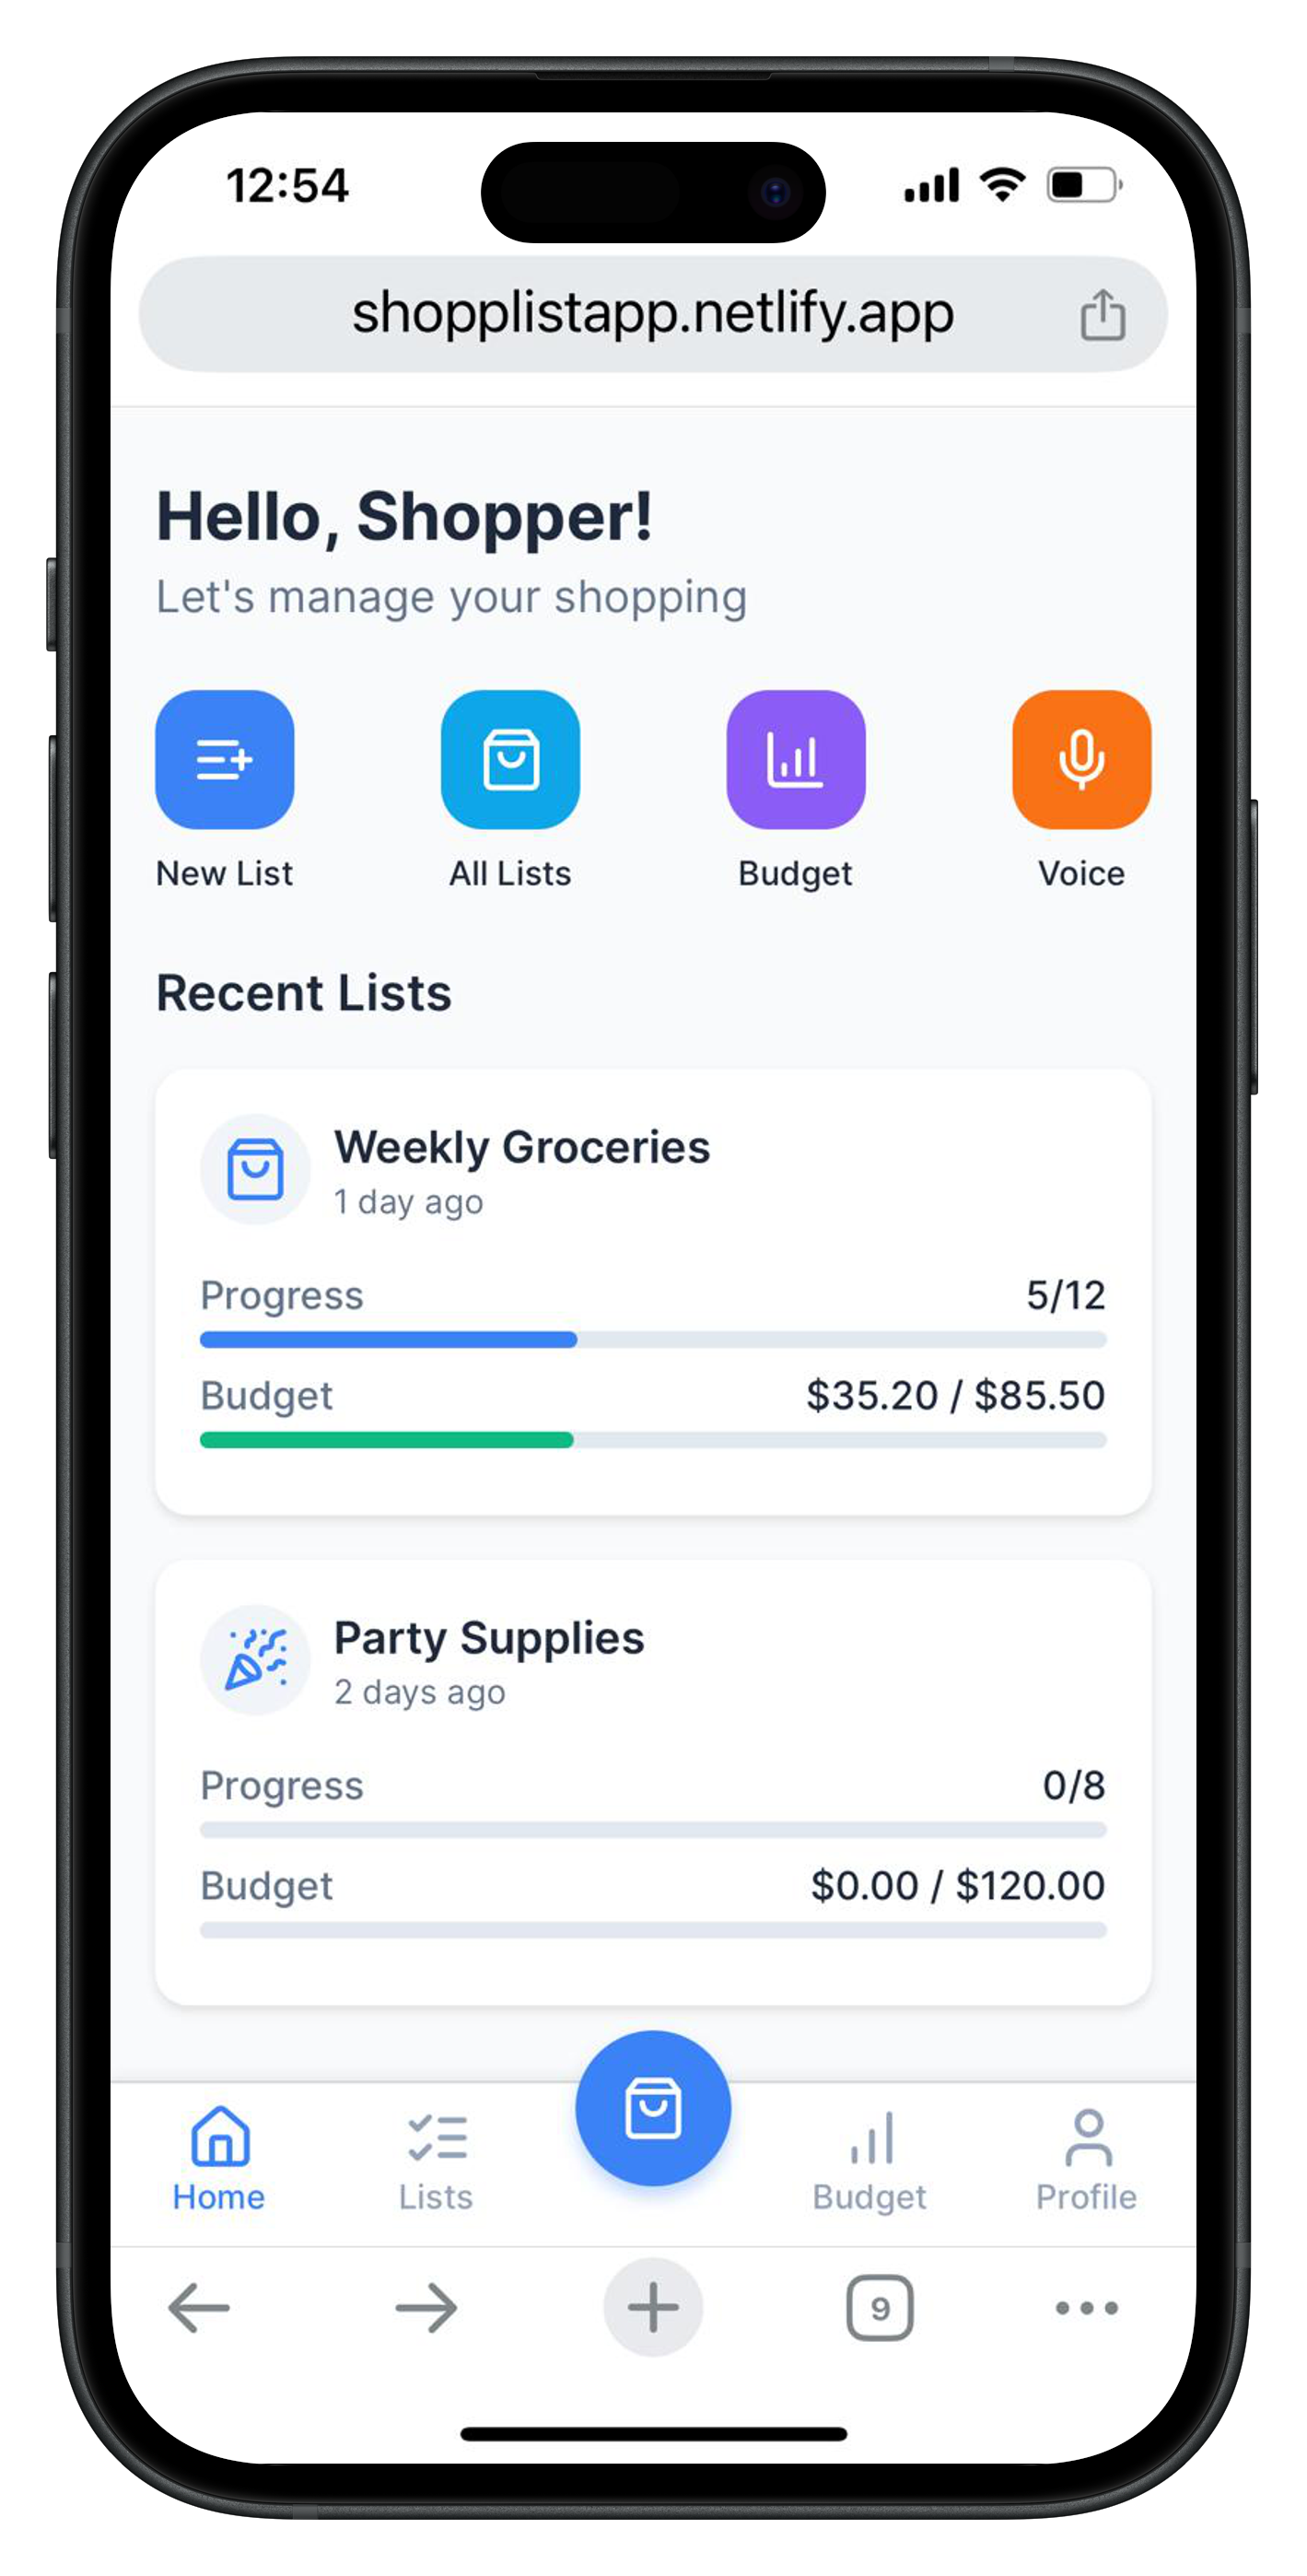 12:54
shopplistapp.netlify.app
Hello, Shopper!
Let's manage your shopping
New List
All Lists
Budget
Voice
Recent Lists
Weekly Groceries
1 day ago
Progress 5/12
Budget $35.20 / $85.50
Party Supplies
2 days ago
Progress 0/8
Budget $0.00 / $120.00
Home
Lists
Budget
Profile
9